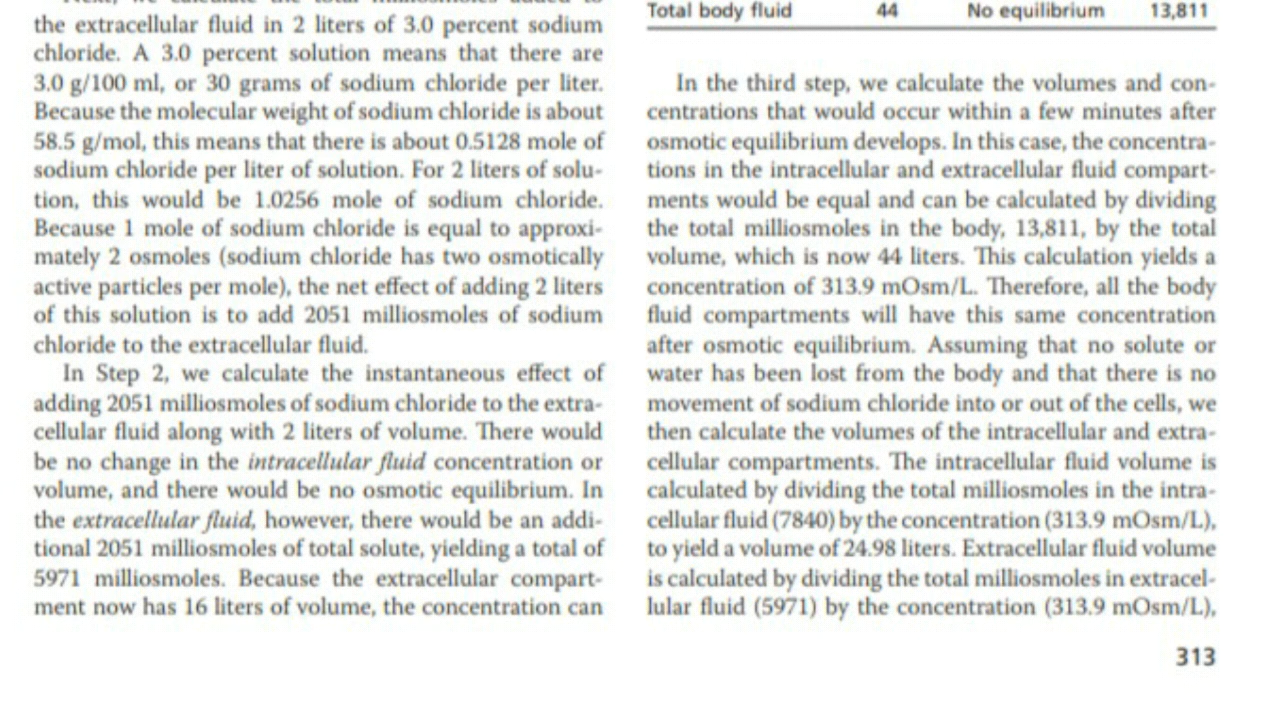 the extracellular fluid in 2 liters of 3.0 percent sodium
chloride. A 3.0 percent solution means that there are
3.0 g/100 ml, or 30 grams of sodium chloride per liter.
Because the molecular weight of sodium chloride is about
58.5 g/mol, this means that there is about 0.5128 mole of
sodium chloride per liter of solution. For 2 liters of solu-
tion, this would be 1.0256 mole of sodium chloride.
Because 1 mole of sodium chloride is equal to approxi-
mately 2 osmoles (sodium chloride has two osmotically
active particles per mole), the net effect of adding 2 liters
of this solution is to add 2051 milliosmoles of sodium
chloride to the extracellular fluid.
In Step 2, we calculate the instantaneous effect of
adding 2051 milliosmoles of sodium chloride to the extra-
cellular fluid along with 2 liters of volume. There would
be no change in the intracellular fluid concentration or
volume, and there would be no osmotic equilibrium. In
the extracellular fluid, however, there would be an addi-
tional 2051 milliosmoles of total solute, yielding a total of
5971 milliosmoles. Because the extracellular compart-
ment now has 16 liters of volume, the concentration can
Total body fluid 44 No equilibrium 13,811
In the third step, we calculate the volumes and con-
centrations that would occur within a few minutes after
osmotic equilibrium develops. In this case, the concentra-
tions in the intracellular and extracellular fluid compart-
ments would be equal and can be calculated by dividing
the total milliosmoles in the body, 13,811, by the total
volume, which is now 44 liters. This calculation yields a
concentration of 313.9 mOsm/L. Therefore, all the body
fluid compartments will have this same concentration
after osmotic equilibrium. Assuming that no solute or
water has been lost from the body and that there is no
movement of sodium chloride into or out of the cells, we
then calculate the volumes of the intracellular and extra-
cellular compartments. The intracellular fluid volume is
calculated by dividing the total milliosmoles in the intra-
cellular fluid (7840) by the concentration (313.9 mOsm/L),
to yield a volume of 24.98 liters. Extracellular fluid volume
is calculated by dividing the total milliosmoles in extracel-
lular fluid (5971) by the concentration (313.9 mOsm/L),
313